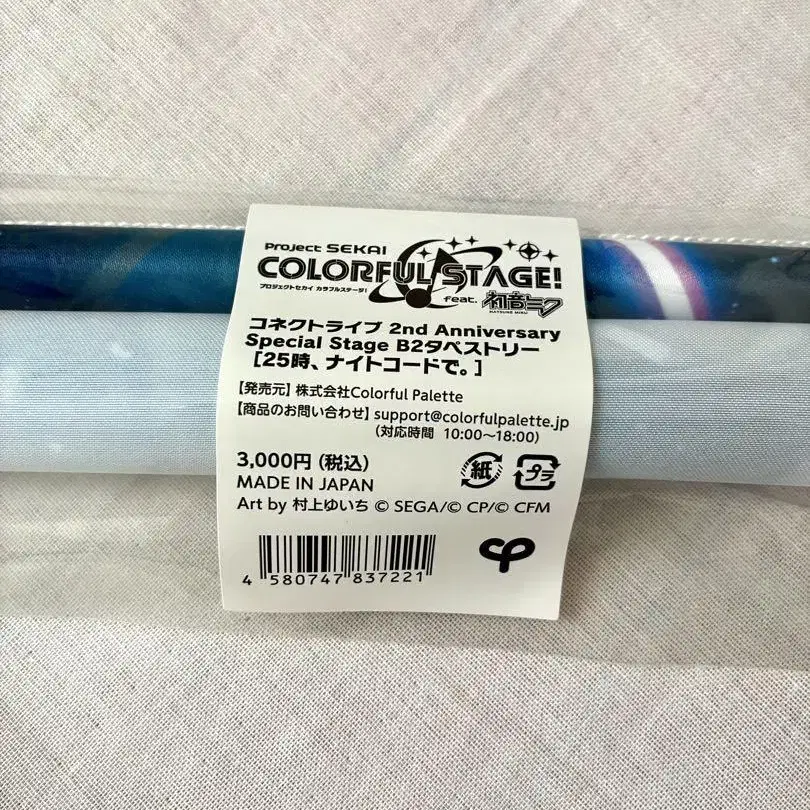 Project SEKAI
COLORFUL STAGE!
プロジェクトセカイ カラフルステージ!
feat. 初音ミク
HATSUNE MIKU
コネクトライブ 2nd Anniversary
Special Stage B2タペストリー
[25時、ナイトコードで。]
【発売元】株式会社Colorful Palette
【商品のお問い合わせ】support@colorfulpalette.jp
(対応時間 10:00〜18:00)
3,000円(税込) 紙 プラ
MADE IN JAPAN
Art by 村上ゆいち © SEGA/© CP/© CFM
4 580747 837221
cp